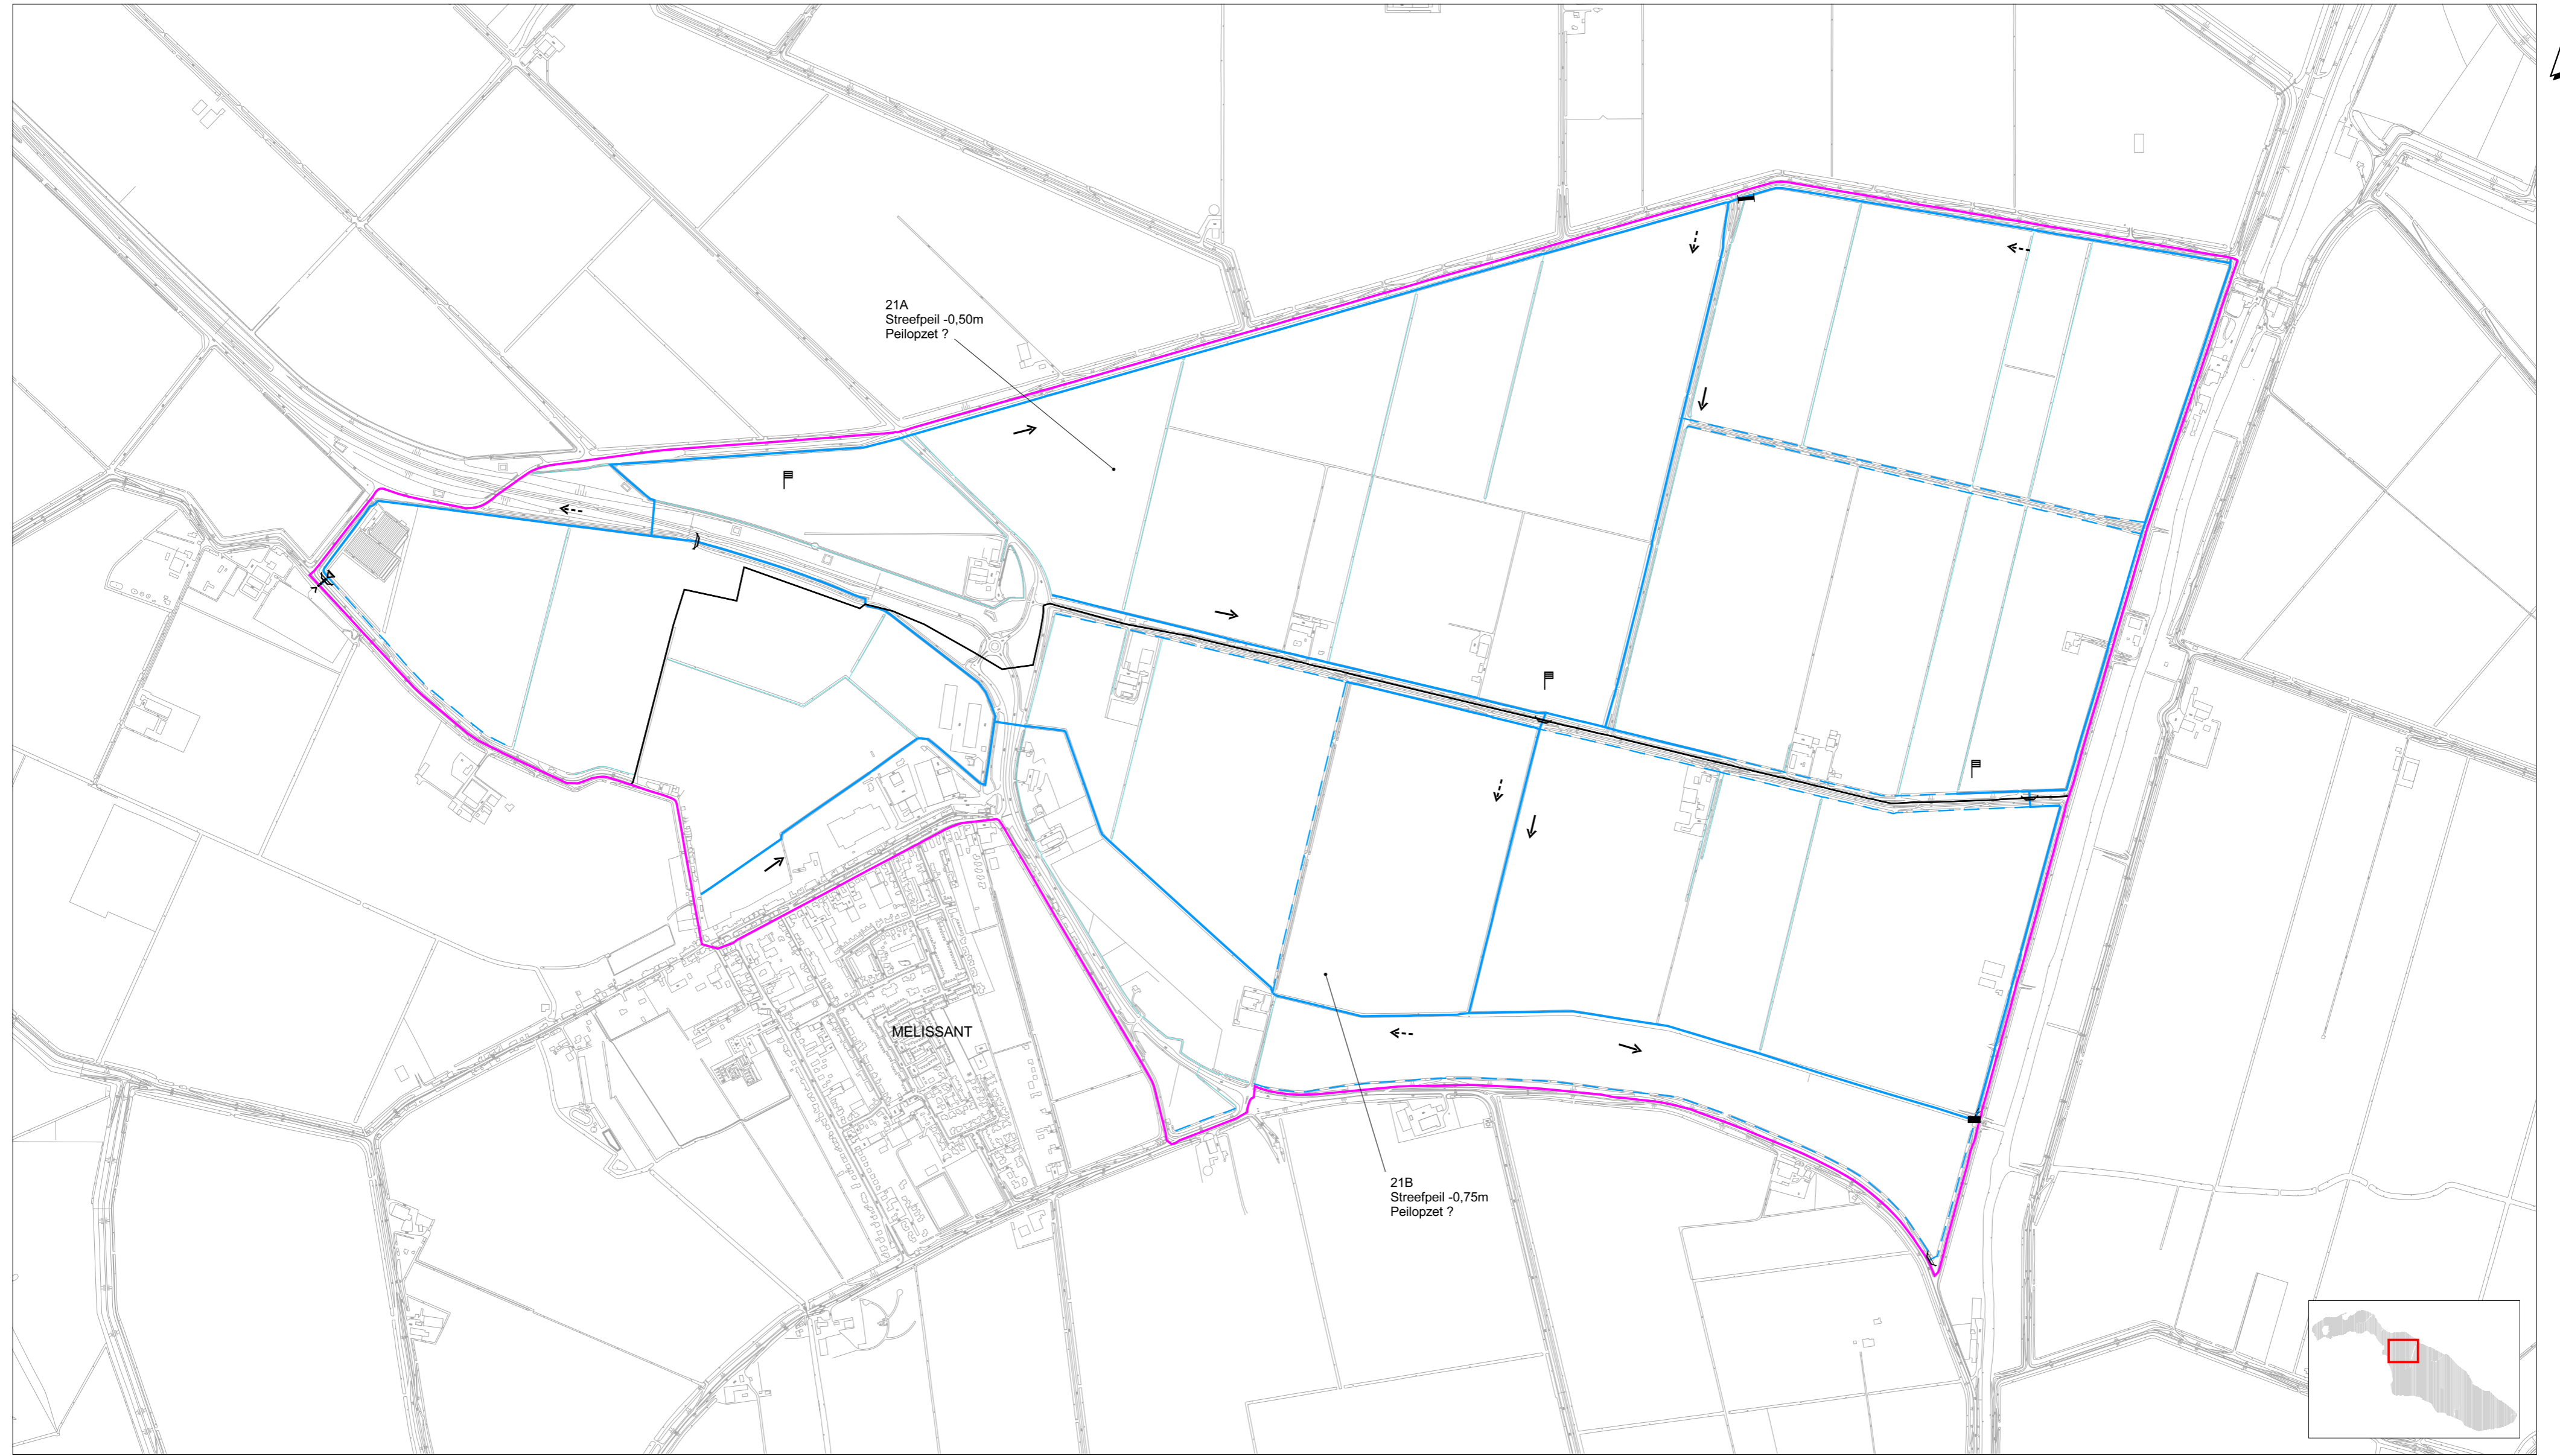 21A
Streefpeil -0,50m
Peilopzet ?
MELISSANT
21B
Streefpeil -0,75m
Peilopzet ?